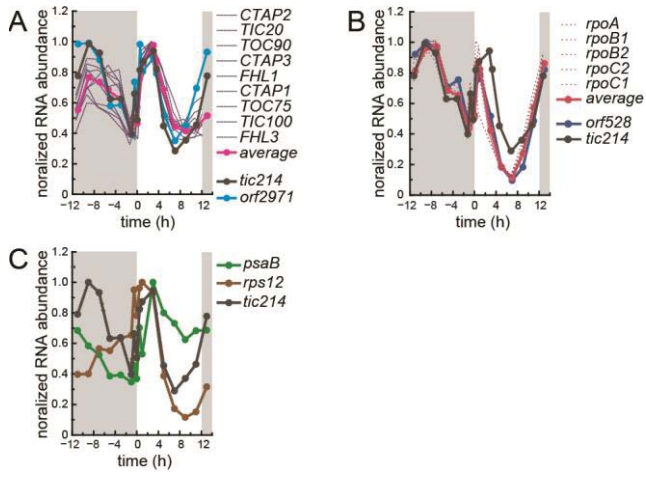 A
noralized RNA abundance
1.2
1.0
0.8
0.6
0.4
0.2
0
−12 −8 −4 0 4 8 12
time (h)
CTAP2
TIC20
TOC90
CTAP3
FHL1
CTAP1
TOC75
TIC100
FHL3
average
tic214
orf2971
B
noralized RNA abundance
1.2
1.0
0.8
0.6
0.4
0.2
0
−12 −8 −4 0 4 8 12
time (h)
rpoA
rpoB1
rpoB2
rpoC2
rpoC1
average
orf528
tic214
C
noralized RNA abundance
1.2
1.0
0.8
0.6
0.4
0.2
0
−12 −8 −4 0 4 8 12
time (h)
psaB
rps12
tic214